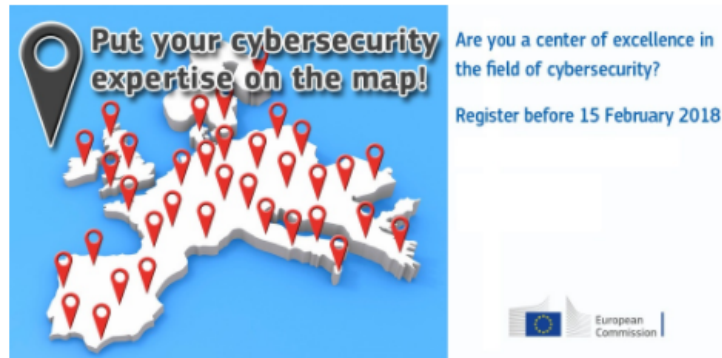 Put your cybersecurity
expertise on the map!
Are you a center of excellence in
the field of cybersecurity?
Register before 15 February 2018
European
Commission